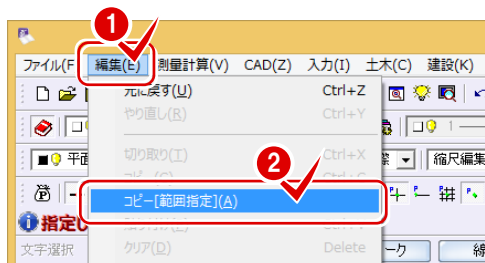 1
ファイル(F 編集(E) 測量計算(V) CAD(Z) 入力(I) 土木(C) 建設(K)
元に戻す(U) Ctrl+Z
やり直し(R) Ctrl+Y
切り取り(T) Ctrl+X
平面
縮尺編集
2
コピー[範囲指定](A)
指定し
文字選択
クリア(D) Delete
ーク
線